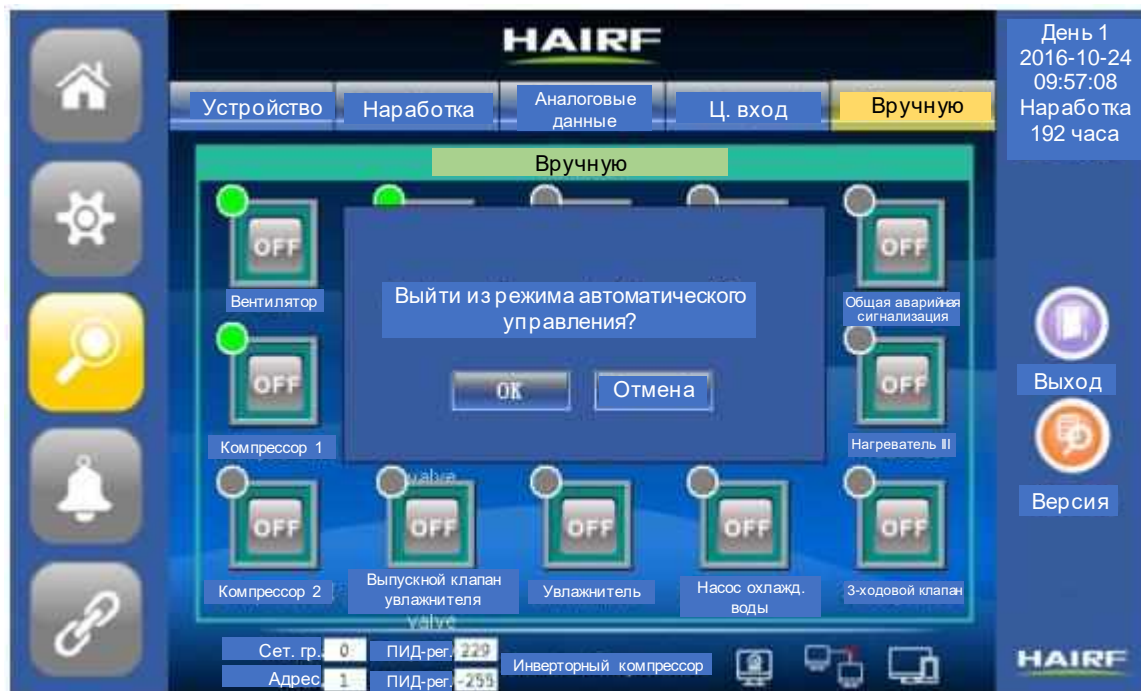 HAIRF
День 1
2016-10-24
09:57:08
Наработка
192 часа
Устройство
Наработка
Аналоговые
данные
Ц. вход
Вручную
Вручную
OFF
OFF
Вентилятор
Общая аварийная
сигнализация
Выйти из режима автоматического
управления?
OK
Отмена
OFF
OFF
Компрессор 1
Нагреватель III
Выход
valve
OFF
OFF
OFF
OFF
OFF
Версия
Компрессор 2
Выпускной клапан
увлажнителя
Увлажнитель
Насос охлажд.
воды
3-ходовой клапан
valve
Сет. гр. 0 ПИД-рег. 229
Адрес 1 ПИД-рег. -255
Инверторный компрессор
HAIRF